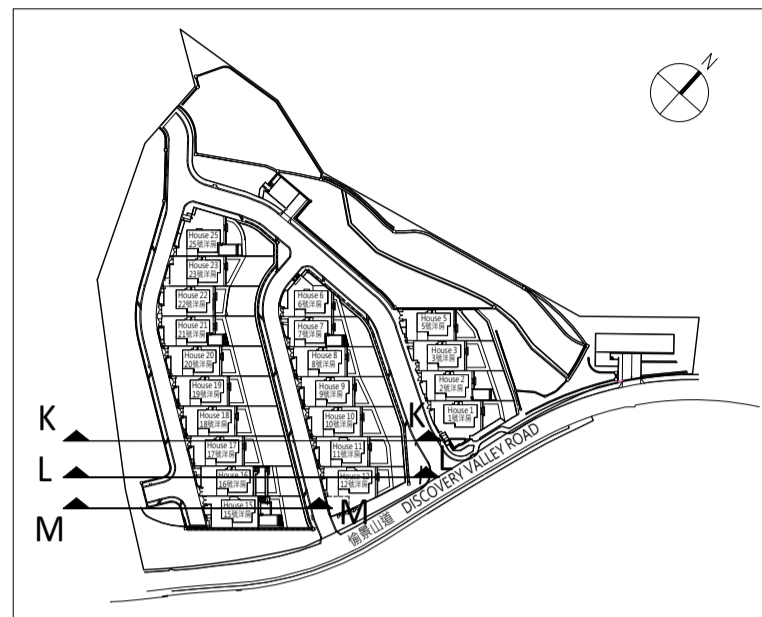 N
House 25
25號洋房
House 23
23號洋房
House 22
22號洋房
House 21
21號洋房
House 20
20號洋房
House 19
19號洋房
House 18
18號洋房
House 17
17號洋房
House 16
16號洋房
House 15
15號洋房
House 6
6號洋房
House 7
7號洋房
House 8
8號洋房
House 9
9號洋房
House 10
10號洋房
House 11
11號洋房
House 12
12號洋房
House 5
5號洋房
House 3
3號洋房
House 2
2號洋房
House 1
1號洋房
K
K
L
L
M
M
愉景山道 DISCOVERY VALLEY ROAD